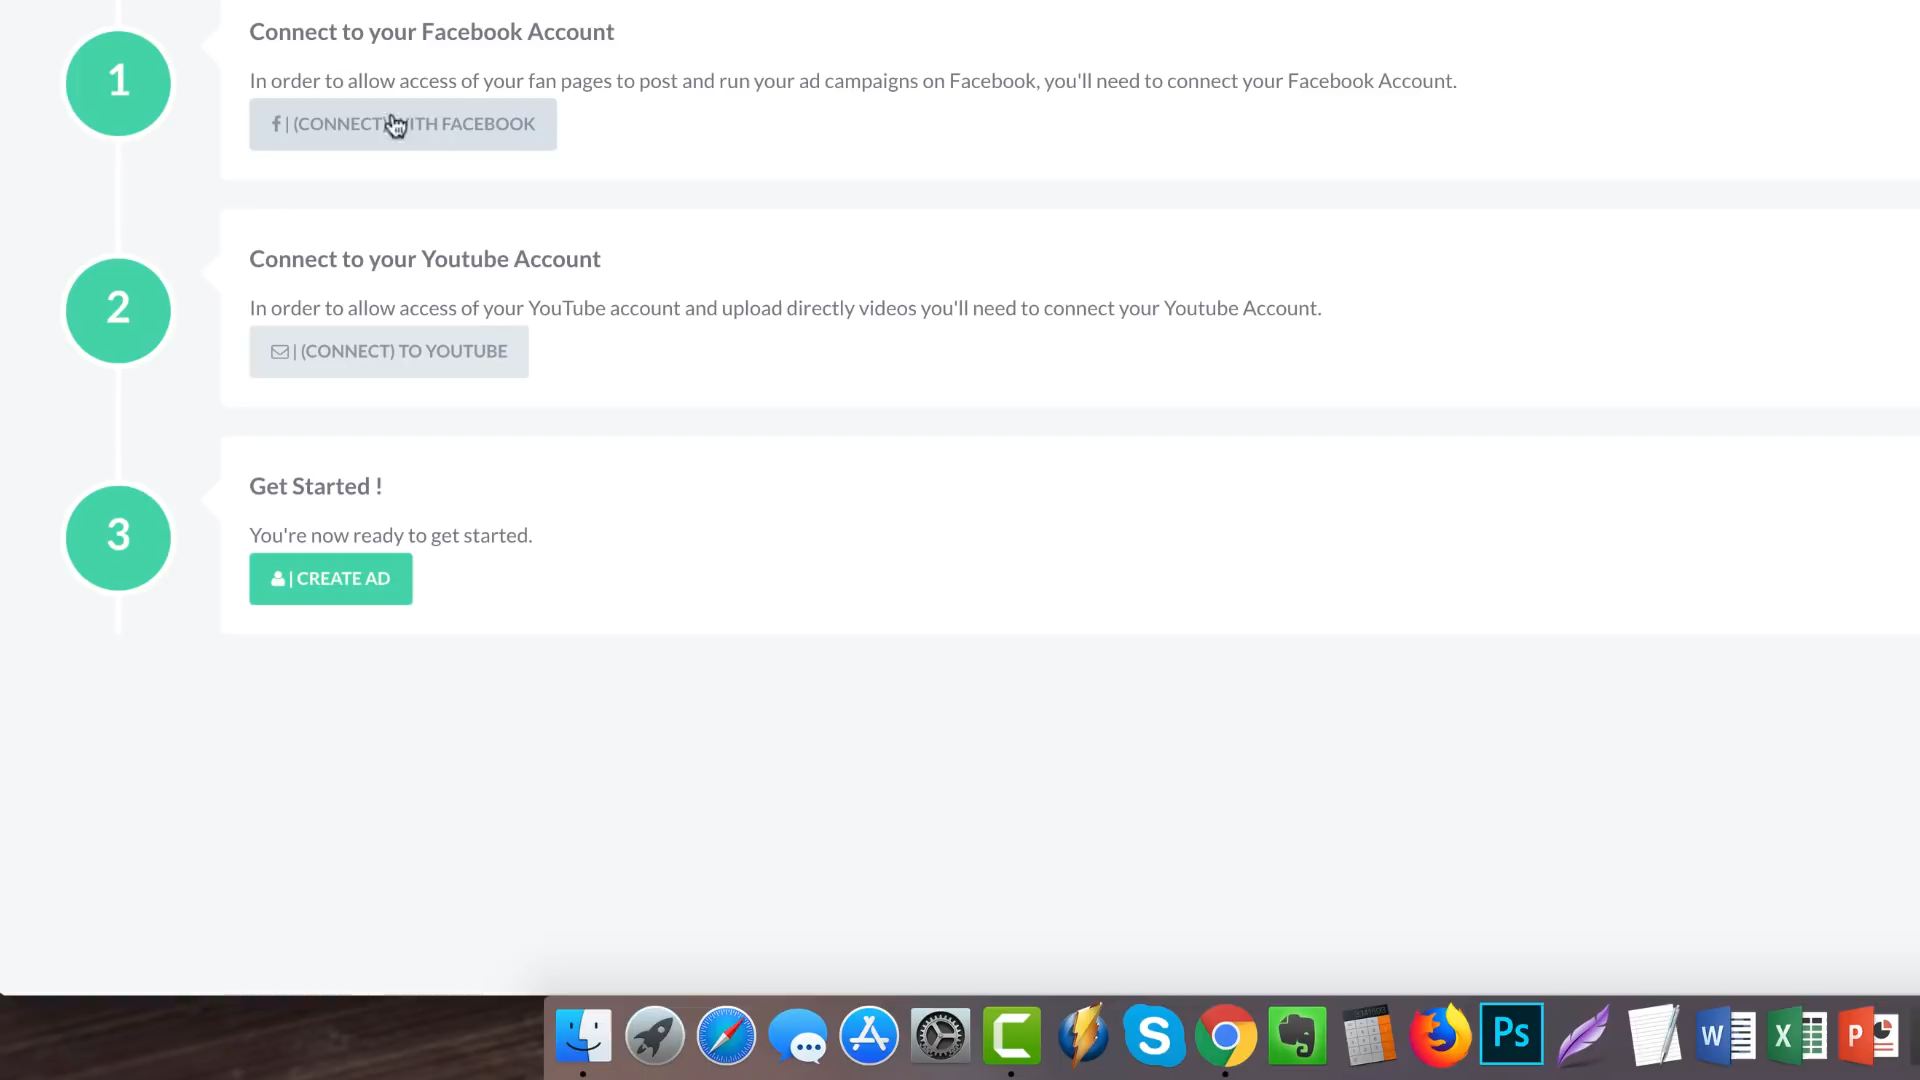 1
Connect to your Facebook Account
In order to allow access of your fan pages to post and run your ad campaigns on Facebook, you'll need to connect your Facebook Account.
| (CONNECT) WITH FACEBOOK
2
Connect to your Youtube Account
In order to allow access of your YouTube account and upload directly videos you'll need to connect your Youtube Account.
| (CONNECT) TO YOUTUBE
3
Get Started !
You're now ready to get started.
| CREATE AD
S
Ps
W
X
P